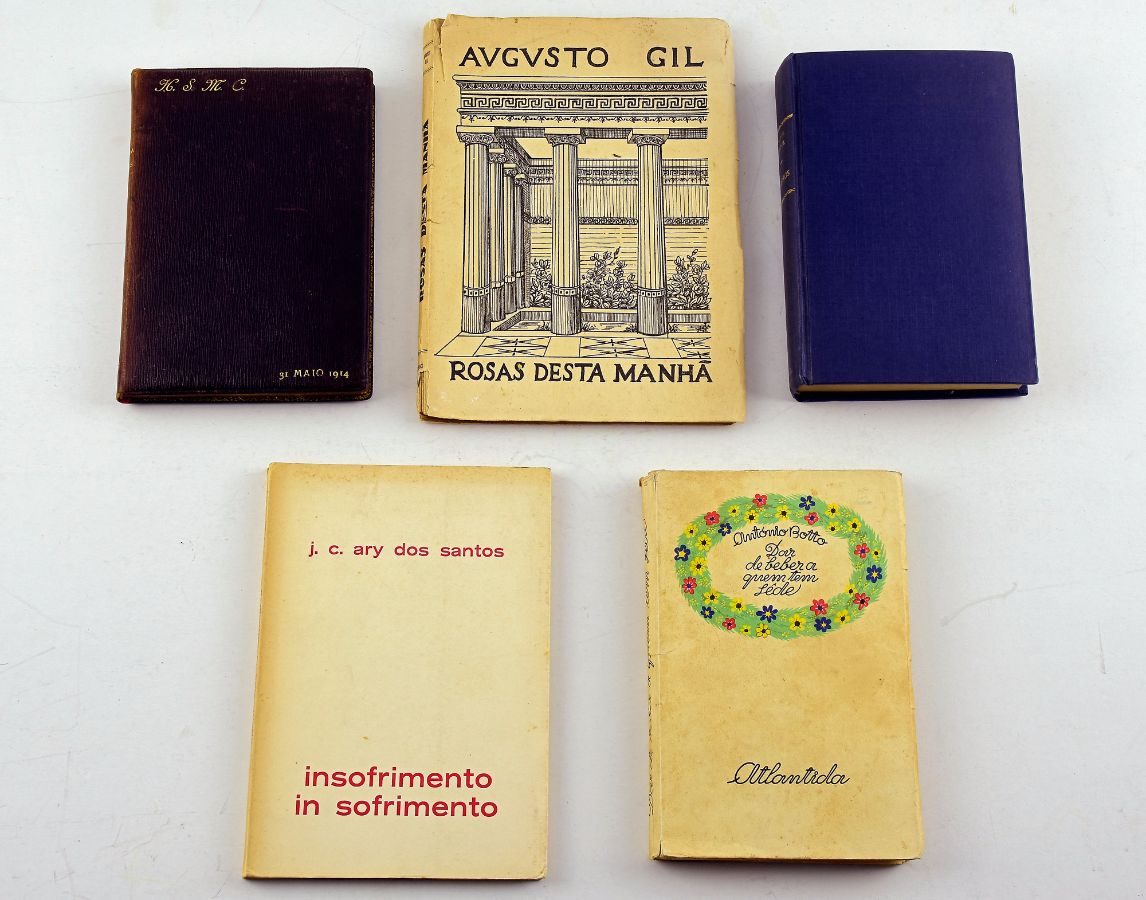 H. S. M. C.
31 MAIO 1914
AVGVSTO GIL
ROSAS DESTA MANHÃ
ROSAS DESTA MANHÃ
j. c. ary dos santos
insofrimento
in sofrimento
António Botto
Dar
de beber a
quem tem
sêde
Atlantida